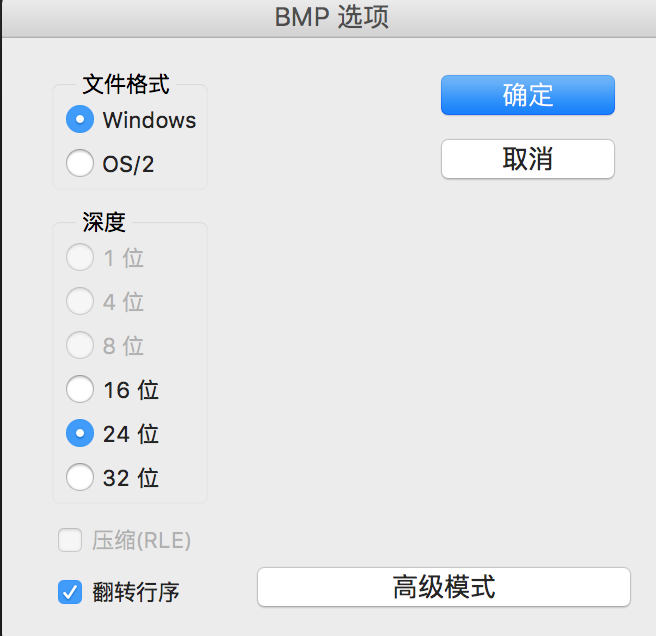 BMP 选项
文件格式
Windows
OS/2
确定
取消
深度
1 位
4 位
8 位
16 位
24 位
32 位
压缩(RLE)
翻转行序
高级模式